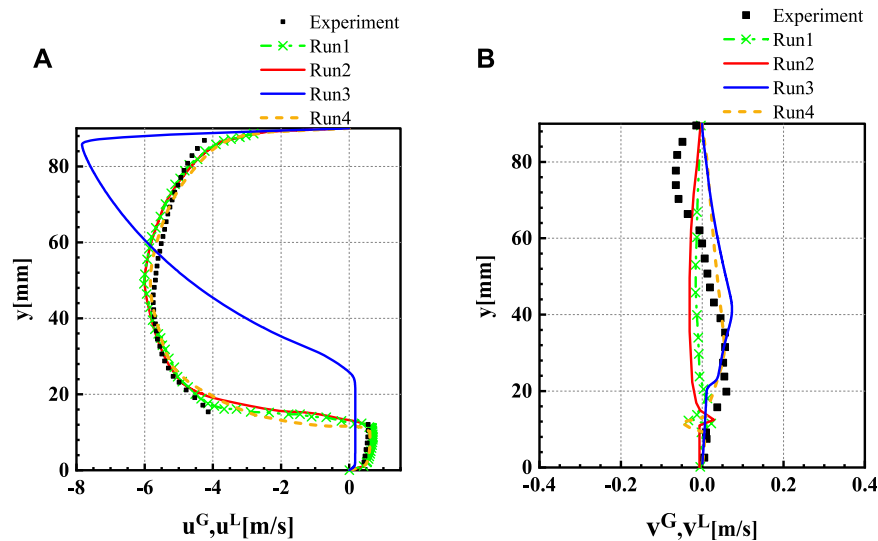 A
Experiment
Run1
Run2
Run3
Run4
80
60
40
20
0
y[mm]
-8
-6
-4
-2
0
u^G,u^L[m/s]
B
Experiment
Run1
Run2
Run3
Run4
80
60
40
20
0
y[mm]
-0.4
-0.2
0.0
0.2
0.4
v^G,v^L[m/s]